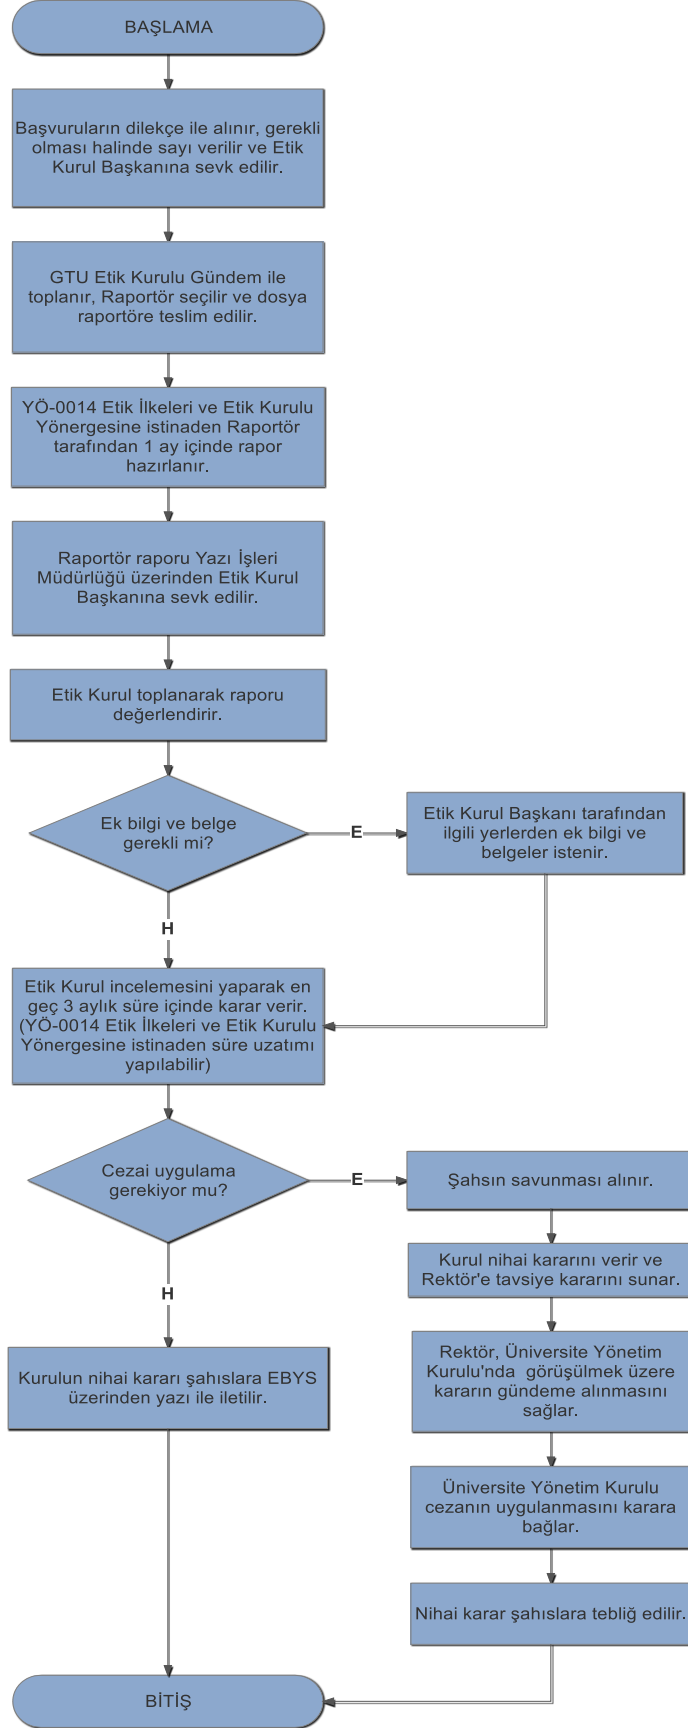 BAŞLAMA
Başvuruların dilekçe ile alınır, gerekli
olması halinde sayı verilir ve Etik
Kurul Başkanına sevk edilir.
GTU Etik Kurulu Gündem ile
toplanır, Raportör seçilir ve dosya
raportöre teslim edilir.
YÖ-0014 Etik İlkeleri ve Etik Kurulu
Yönergesine istinaden Raportör
tarafından 1 ay içinde rapor
hazırlanır.
Raportör raporu Yazı İşleri
Müdürlüğü üzerinden Etik Kurul
Başkanına sevk edilir.
Etik Kurul toplanarak raporu
değerlendirir.
Ek bilgi ve belge
gerekli mi?
E
Etik Kurul Başkanı tarafından
ilgili yerlerden ek bilgi ve
belgeler istenir.
H
Etik Kurul incelemesini yaparak en
geç 3 aylık süre içinde karar verir.
(YÖ-0014 Etik İlkeleri ve Etik Kurulu
Yönergesine istinaden süre uzatımı
yapılabilir)
Cezai uygulama
gerekiyor mu?
E
Şahsın savunması alınır.
Kurul nihai kararını verir ve
Rektör'e tavsiye kararını sunar.
H
Rektör, Üniversite Yönetim
Kurulu'nda  görüşülmek üzere
kararın gündeme alınmasını
sağlar.
Kurulun nihai kararı şahıslara EBYS
üzerinden yazı ile iletilir.
Üniversite Yönetim Kurulu
cezanın uygulanmasını karara
bağlar.
Nihai karar şahıslara tebliğ edilir.
BİTİŞ